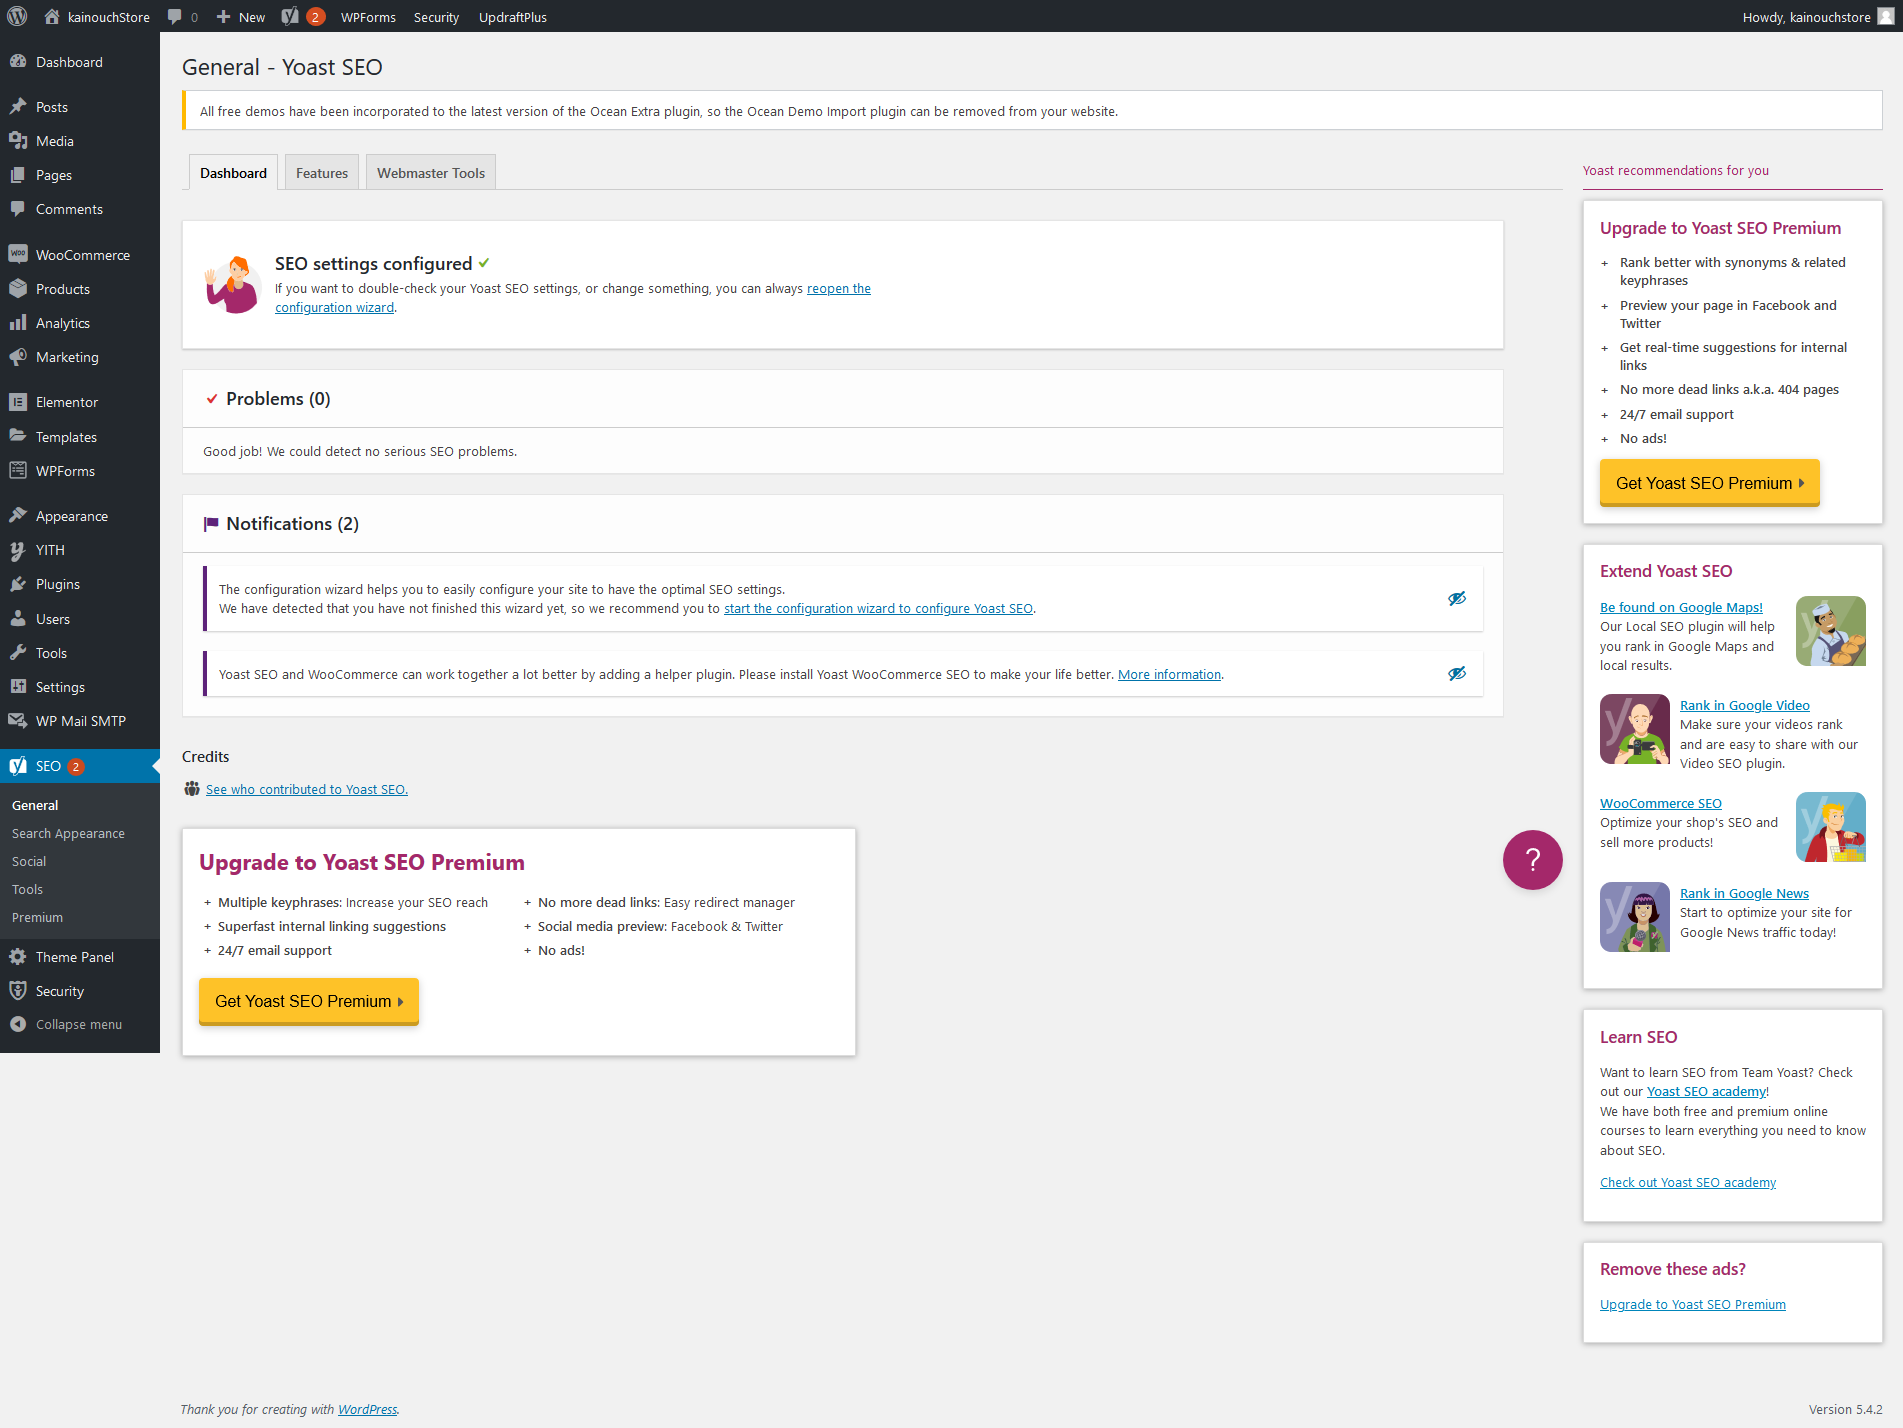 kainouchStore 0 New 2 WPForms Security UpdraftPlus Howdy, kainouchstore
Dashboard
Posts
Media
Pages
Comments
WooCommerce
Products
Analytics
Marketing
Elementor
Templates
WPForms
Appearance
YITH
Plugins
Users
Tools
Settings
WP Mail SMTP
SEO 2
General
Search Appearance
Social
Tools
Premium
Theme Panel
Security
Collapse menu
General - Yoast SEO
All free demos have been incorporated to the latest version of the Ocean Extra plugin, so the Ocean Demo Import plugin can be removed from your website.
Dashboard Features Webmaster Tools
SEO settings configured
If you want to double-check your Yoast SEO settings, or change something, you can always reopen the
configuration wizard.
Problems (0)
Good job! We could detect no serious SEO problems.
Notifications (2)
The configuration wizard helps you to easily configure your site to have the optimal SEO settings.
We have detected that you have not finished this wizard yet, so we recommend you to start the configuration wizard to configure Yoast SEO.
Yoast SEO and WooCommerce can work together a lot better by adding a helper plugin. Please install Yoast WooCommerce SEO to make your life better. More information.
Credits
See who contributed to Yoast SEO.
Upgrade to Yoast SEO Premium
+ Multiple keyphrases: Increase your SEO reach
+ Superfast internal linking suggestions
+ 24/7 email support
+ No more dead links: Easy redirect manager
+ Social media preview: Facebook & Twitter
+ No ads!
Get Yoast SEO Premium
?
Yoast recommendations for you
Upgrade to Yoast SEO Premium
+ Rank better with synonyms & related
keyphrases
+ Preview your page in Facebook and
Twitter
+ Get real-time suggestions for internal
links
+ No more dead links a.k.a. 404 pages
+ 24/7 email support
+ No ads!
Get Yoast SEO Premium
Extend Yoast SEO
Be found on Google Maps!
Our Local SEO plugin will help
you rank in Google Maps and
local results.
Rank in Google Video
Make sure your videos rank
and are easy to share with our
Video SEO plugin.
WooCommerce SEO
Optimize your shop's SEO and
sell more products!
Rank in Google News
Start to optimize your site for
Google News traffic today!
Learn SEO
Want to learn SEO from Team Yoast? Check
out our Yoast SEO academy!
We have both free and premium online
courses to learn everything you need to know
about SEO.
Check out Yoast SEO academy
Remove these ads?
Upgrade to Yoast SEO Premium
Thank you for creating with WordPress.
Version 5.4.2